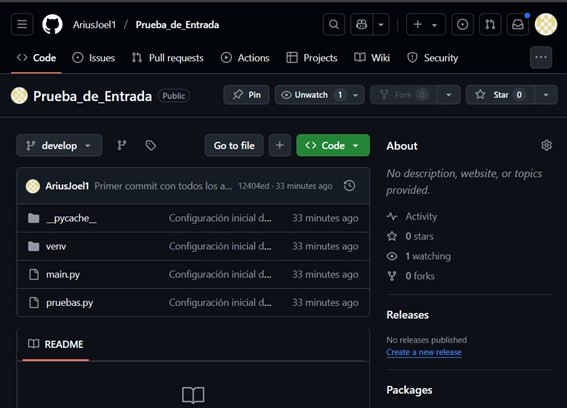 AriusJoel1 / Prueba_de_Entrada
Code Issues Pull requests Actions Projects Wiki Security
Prueba_de_Entrada Public Pin Unwatch 1 Fork 0 Star 0
develop Go to file Code
AriusJoel1 Primer commit con todos los a... 12404ed · 33 minutes ago
__pycache__ Configuración inicial d... 33 minutes ago
venv Configuración inicial d... 33 minutes ago
main.py Configuración inicial d... 33 minutes ago
pruebas.py Configuración inicial d... 33 minutes ago
README
About
No description, website, or topics
provided.
Activity
0 stars
1 watching
0 forks
Releases
No releases published
Create a new release
Packages